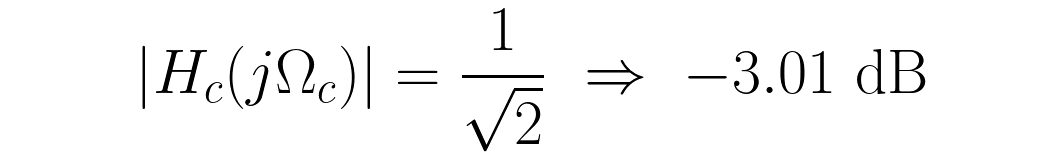 |H_c(jΩ_c)| = 1/√2 ⇒ −3.01 dB